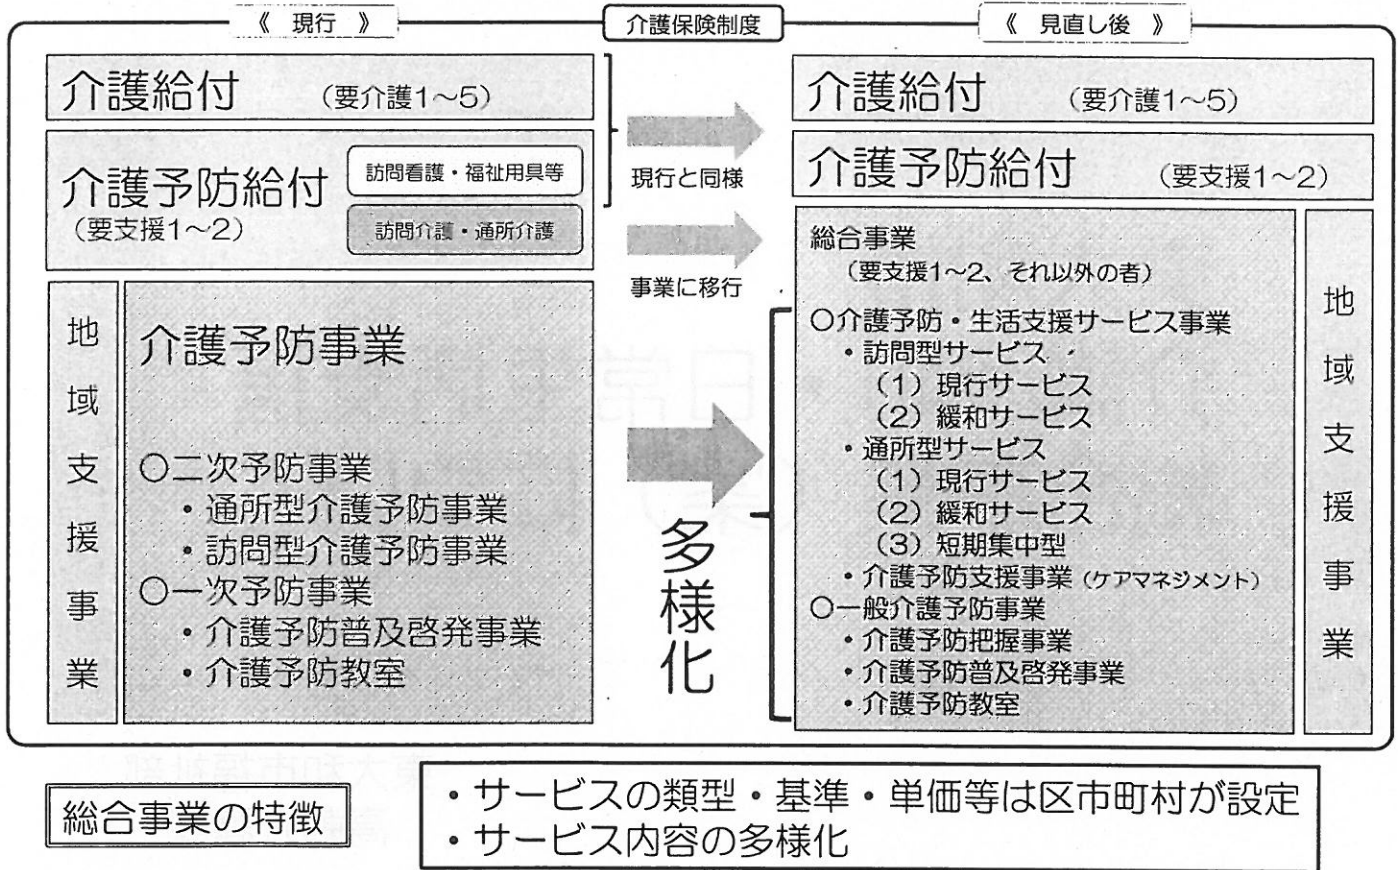 《 現行 》
介護保険制度
《 見直し後 》
介護給付 (要介護1〜5)
介護予防給付
(要支援1〜2)
訪問看護・福祉用具等
訪問介護・通所介護
地域支援事業
介護予防事業
〇二次予防事業
・通所型介護予防事業
・訪問型介護予防事業
〇一次予防事業
・介護予防普及啓発事業
・介護予防教室
現行と同様
事業に移行
多様化
介護給付 (要介護1〜5)
介護予防給付 (要支援1〜2)
総合事業
(要支援1〜2、それ以外の者)
〇介護予防・生活支援サービス事業
・訪問型サービス
(1) 現行サービス
(2) 緩和サービス
・通所型サービス
(1) 現行サービス
(2) 緩和サービス
(3) 短期集中型
・介護予防支援事業 (ケアマネジメント)
〇一般介護予防事業
・介護予防把握事業
・介護予防普及啓発事業
・介護予防教室
地域支援事業
総合事業の特徴
・サービスの類型・基準・単価等は区市町村が設定
・サービス内容の多様化